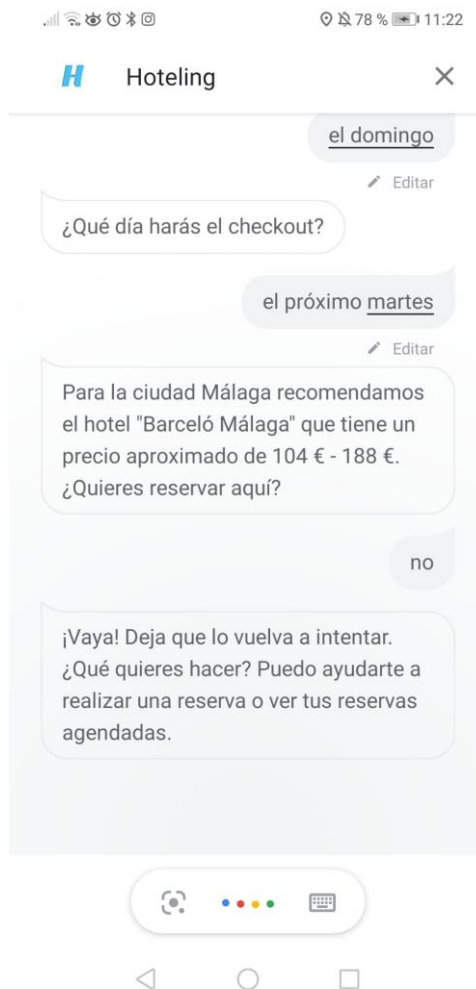 78 % 11:22
H Hoteling
el domingo
Editar
¿Qué día harás el checkout?
el próximo martes
Editar
Para la ciudad Málaga recomendamos
el hotel "Barceló Málaga" que tiene un
precio aproximado de 104 € - 188 €.
¿Quieres reservar aquí?
no
¡Vaya! Deja que lo vuelva a intentar.
¿Qué quieres hacer? Puedo ayudarte a
realizar una reserva o ver tus reservas
agendadas.